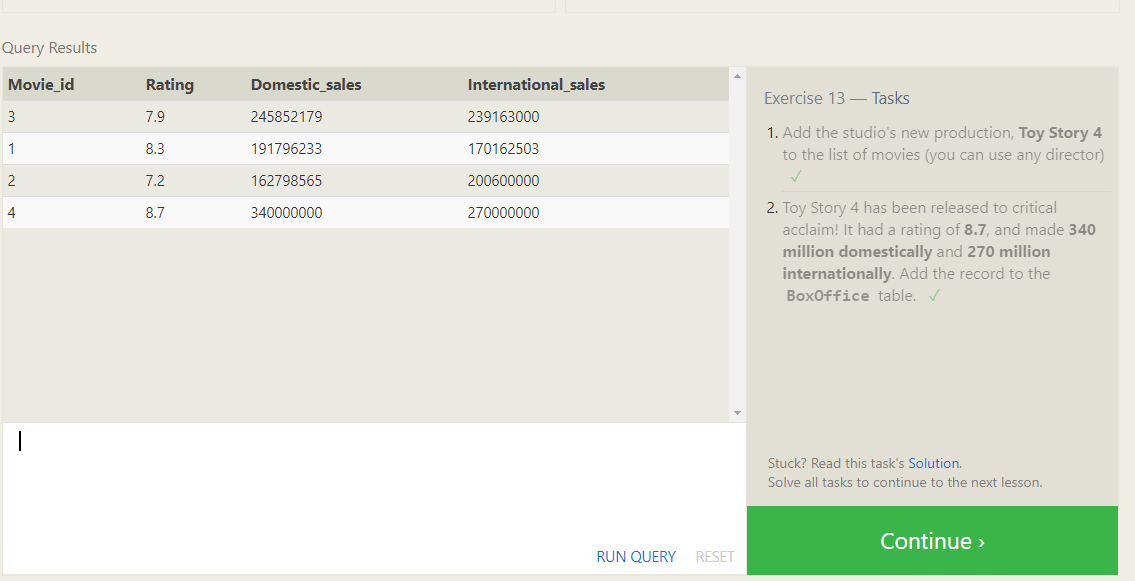 Query Results
Movie_id Rating Domestic_sales International_sales
3 7.9 245852179 239163000
1 8.3 191796233 170162503
2 7.2 162798565 200600000
4 8.7 340000000 270000000
RUN QUERY RESET
Exercise 13 — Tasks
1. Add the studio's new production, Toy Story 4
to the list of movies (you can use any director)
✓
2. Toy Story 4 has been released to critical
acclaim! It had a rating of 8.7, and made 340
million domestically and 270 million
internationally. Add the record to the
BoxOffice table. ✓
Stuck? Read this task's Solution.
Solve all tasks to continue to the next lesson.
Continue ›